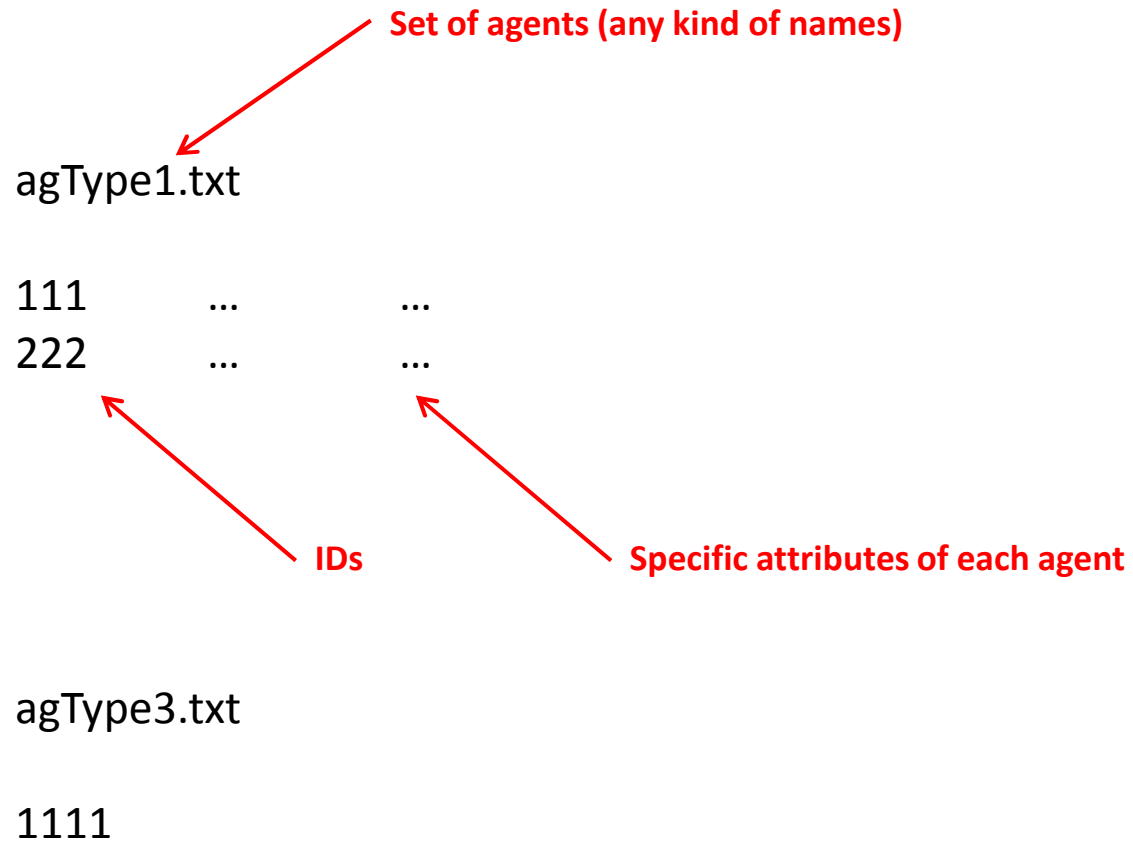 Set of agents (any kind of names)
agType1.txt
111 … …
222 … …
IDs
Specific attributes of each agent
agType3.txt
1111